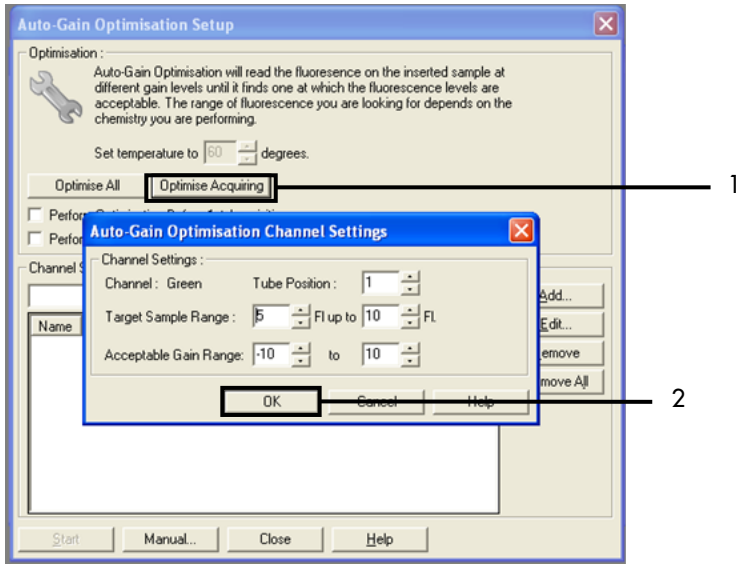 Auto-Gain Optimisation Setup
Optimisation :
Auto-Gain Optimisation will read the fluoresence on the inserted sample at
different gain levels until it finds one at which the fluorescence levels are
acceptable. The range of fluorescence you are looking for depends on the
chemistry you are performing.
Set temperature to 60 degrees.
Optimise All Optimise Acquiring 1
Perform
Perfor
Auto-Gain Optimisation Channel Settings
Channel Settings :
Channel : Green Tube Position : 1
Target Sample Range : 5 Fl up to 10 Fl.
Acceptable Gain Range: -10 to 10
OK Cancel Help 2
Channel S
Name
Add...
Edit...
emove
move All
Start Manual... Close Help